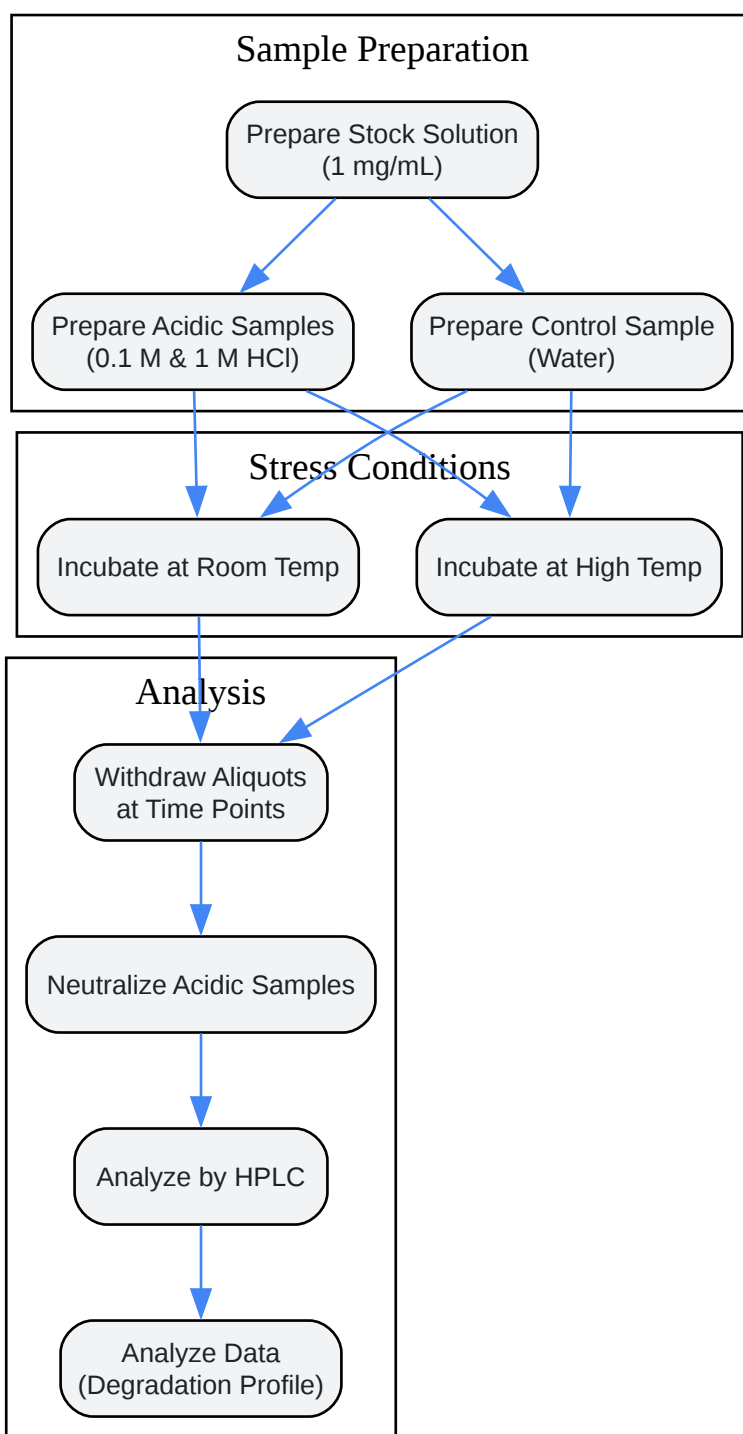 Sample Preparation
Prepare Stock Solution
(1 mg/mL)
Prepare Acidic Samples
(0.1 M & 1 M HCl)
Prepare Control Sample
(Water)
Stress Conditions
Incubate at Room Temp
Incubate at High Temp
Analysis
Withdraw Aliquots
at Time Points
Neutralize Acidic Samples
Analyze by HPLC
Analyze Data
(Degradation Profile)